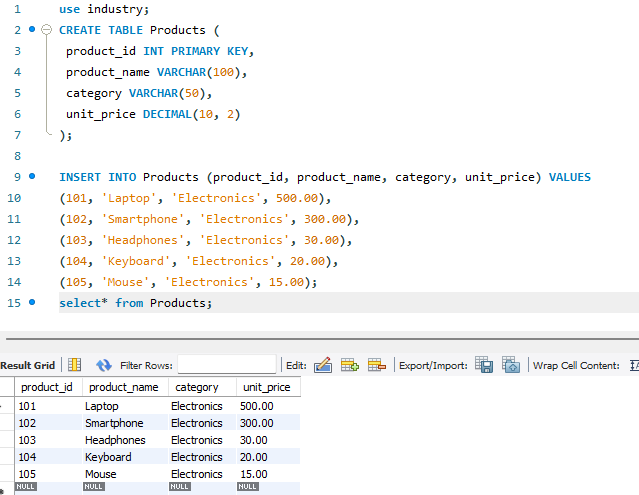 1 use industry;
2 CREATE TABLE Products (
3 product_id INT PRIMARY KEY,
4 product_name VARCHAR(100),
5 category VARCHAR(50),
6 unit_price DECIMAL(10, 2)
7 );
8
9 INSERT INTO Products (product_id, product_name, category, unit_price) VALUES
10 (101, 'Laptop', 'Electronics', 500.00),
11 (102, 'Smartphone', 'Electronics', 300.00),
12 (103, 'Headphones', 'Electronics', 30.00),
13 (104, 'Keyboard', 'Electronics', 20.00),
14 (105, 'Mouse', 'Electronics', 15.00);
15 select* from Products;
Result Grid Filter Rows: Edit: Export/Import: Wrap Cell Content:
product_id product_name category unit_price
101 Laptop Electronics 500.00
102 Smartphone Electronics 300.00
103 Headphones Electronics 30.00
104 Keyboard Electronics 20.00
105 Mouse Electronics 15.00
NULL NULL NULL NULL